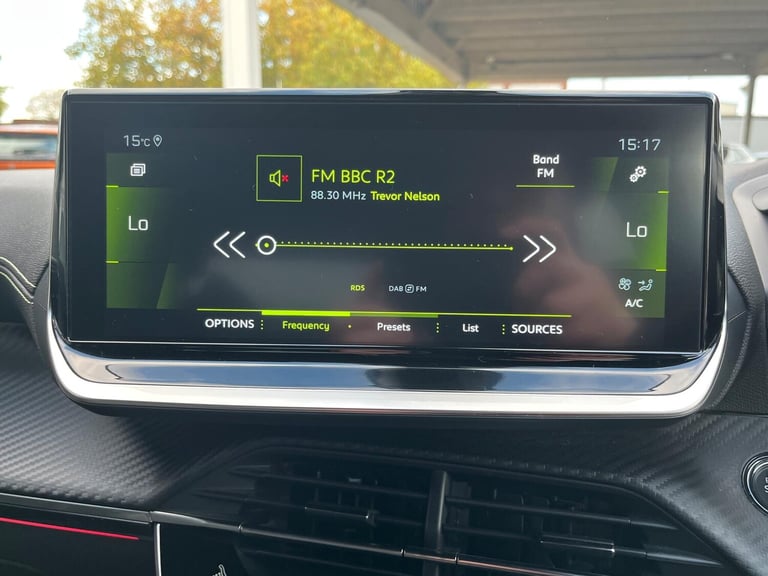 15°C
15:17
FM BBC R2
Band
FM
88.30 MHz Trevor Nelson
Lo
Lo
RDS
DAB FM
A/C
OPTIONS Frequency Presets List SOURCES